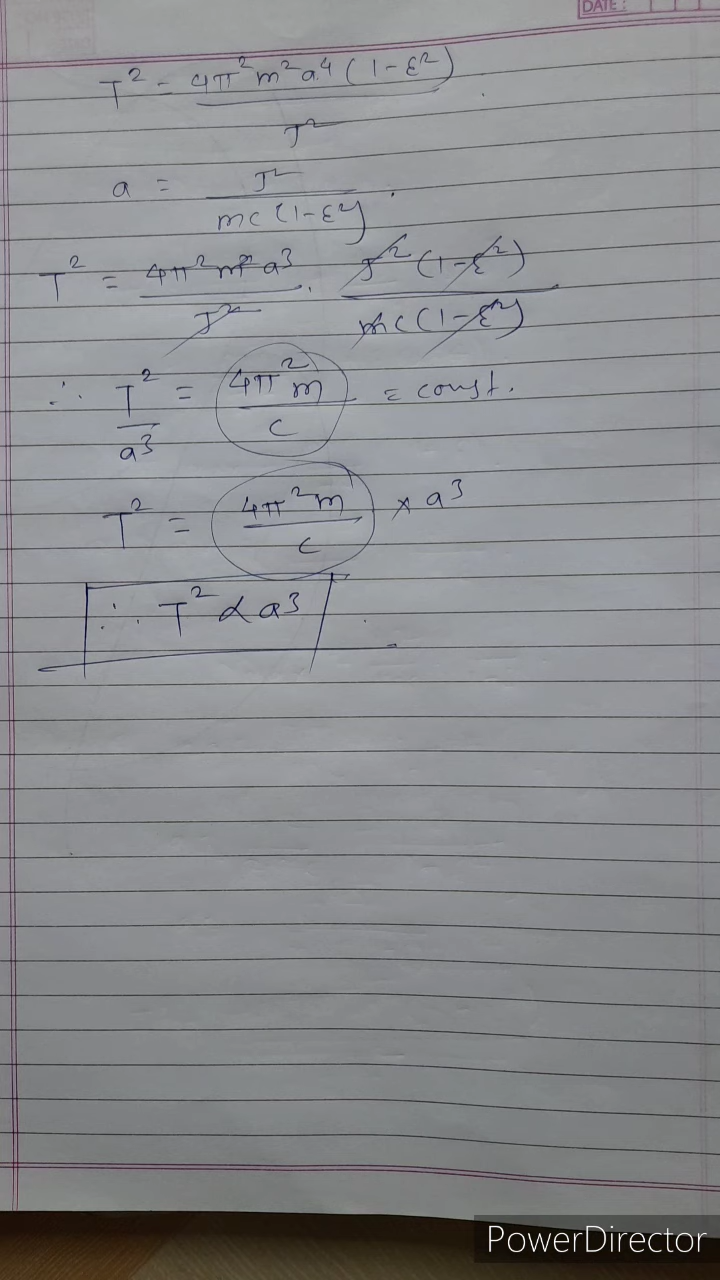 DATE:
T² = 4π²m²a⁴(1-ε²) / J²
a = J² / mc(1-ε²)
T² = 4π²m²a³ / J² · J²(1-ε²) / mc(1-ε²)
∴ T² / a³ = 4π²m / c = const.
T² = 4π²m / c × a³
∴ T² ∝ a³
PowerDirector